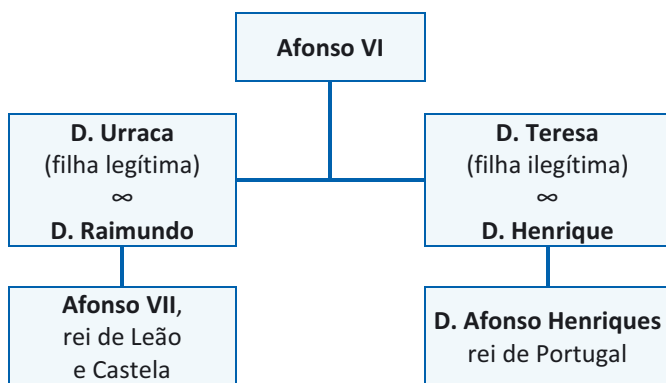 Afonso VI
D. Urraca
(filha legítima)
∞
D. Raimundo
D. Teresa
(filha ilegítima)
∞
D. Henrique
Afonso VII,
rei de Leão
e Castela
D. Afonso Henriques
rei de Portugal